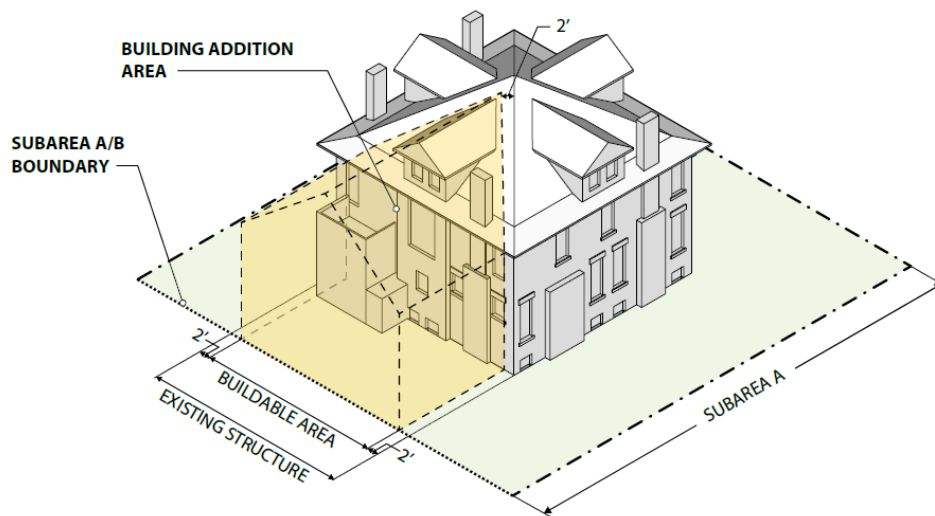 2’
BUILDING ADDITION
AREA
SUBAREA A/B
BOUNDARY
2’
BUILDABLE AREA
EXISTING STRUCTURE
2’
SUBAREA A